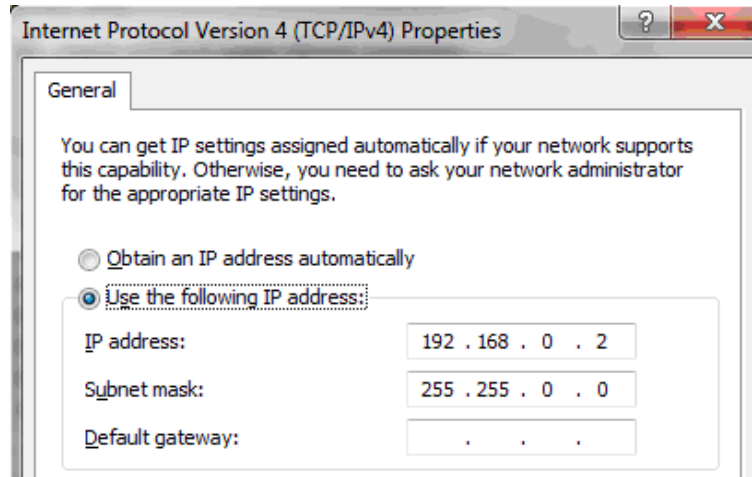 Internet Protocol Version 4 (TCP/IPv4) Properties
?
X
General
You can get IP settings assigned automatically if your network supports
this capability. Otherwise, you need to ask your network administrator
for the appropriate IP settings.
Obtain an IP address automatically
Use the following IP address:
IP address: 192 . 168 . 0 . 2
Subnet mask: 255 . 255 . 0 . 0
Default gateway: . . .